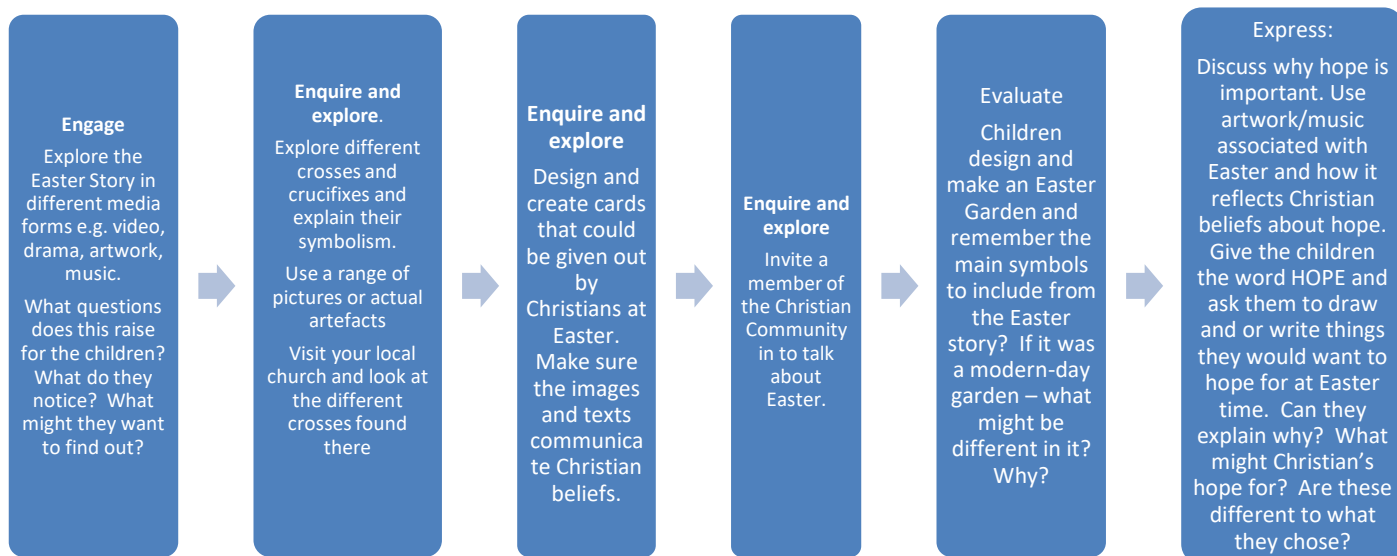 Engage
Explore the
Easter Story in
different media
forms e.g. video,
drama, artwork,
music.
What questions
does this raise
for the children?
What do they
notice?  What
might they want
to find out?
Enquire and
explore.
Explore different
crosses and
crucifixes and
explain their
symbolism.
Use a range of
pictures or actual
artefacts
Visit your local
church and look at
the different
crosses found
there
Enquire and
explore
Design and
create cards
that could
be given out
by
Christians at
Easter.
Make sure
the images
and texts
communica
te Christian
beliefs.
Enquire and
explore
Invite a
member of
the Christian
Community
in to talk
about
Easter.
Evaluate
Children
design and
make an Easter
Garden and
remember the
main symbols
to include from
the Easter
story?  If it was
a modern-day
garden – what
might be
different in it?
Why?
Express:
Discuss why hope is
important. Use
artwork/music
associated with
Easter and how it
reflects Christian
beliefs about hope.
Give the children
the word HOPE and
ask them to draw
and or write things
they would want to
hope for at Easter
time.  Can they
explain why?  What
might Christian's
hope for?  Are these
different to what
they chose?